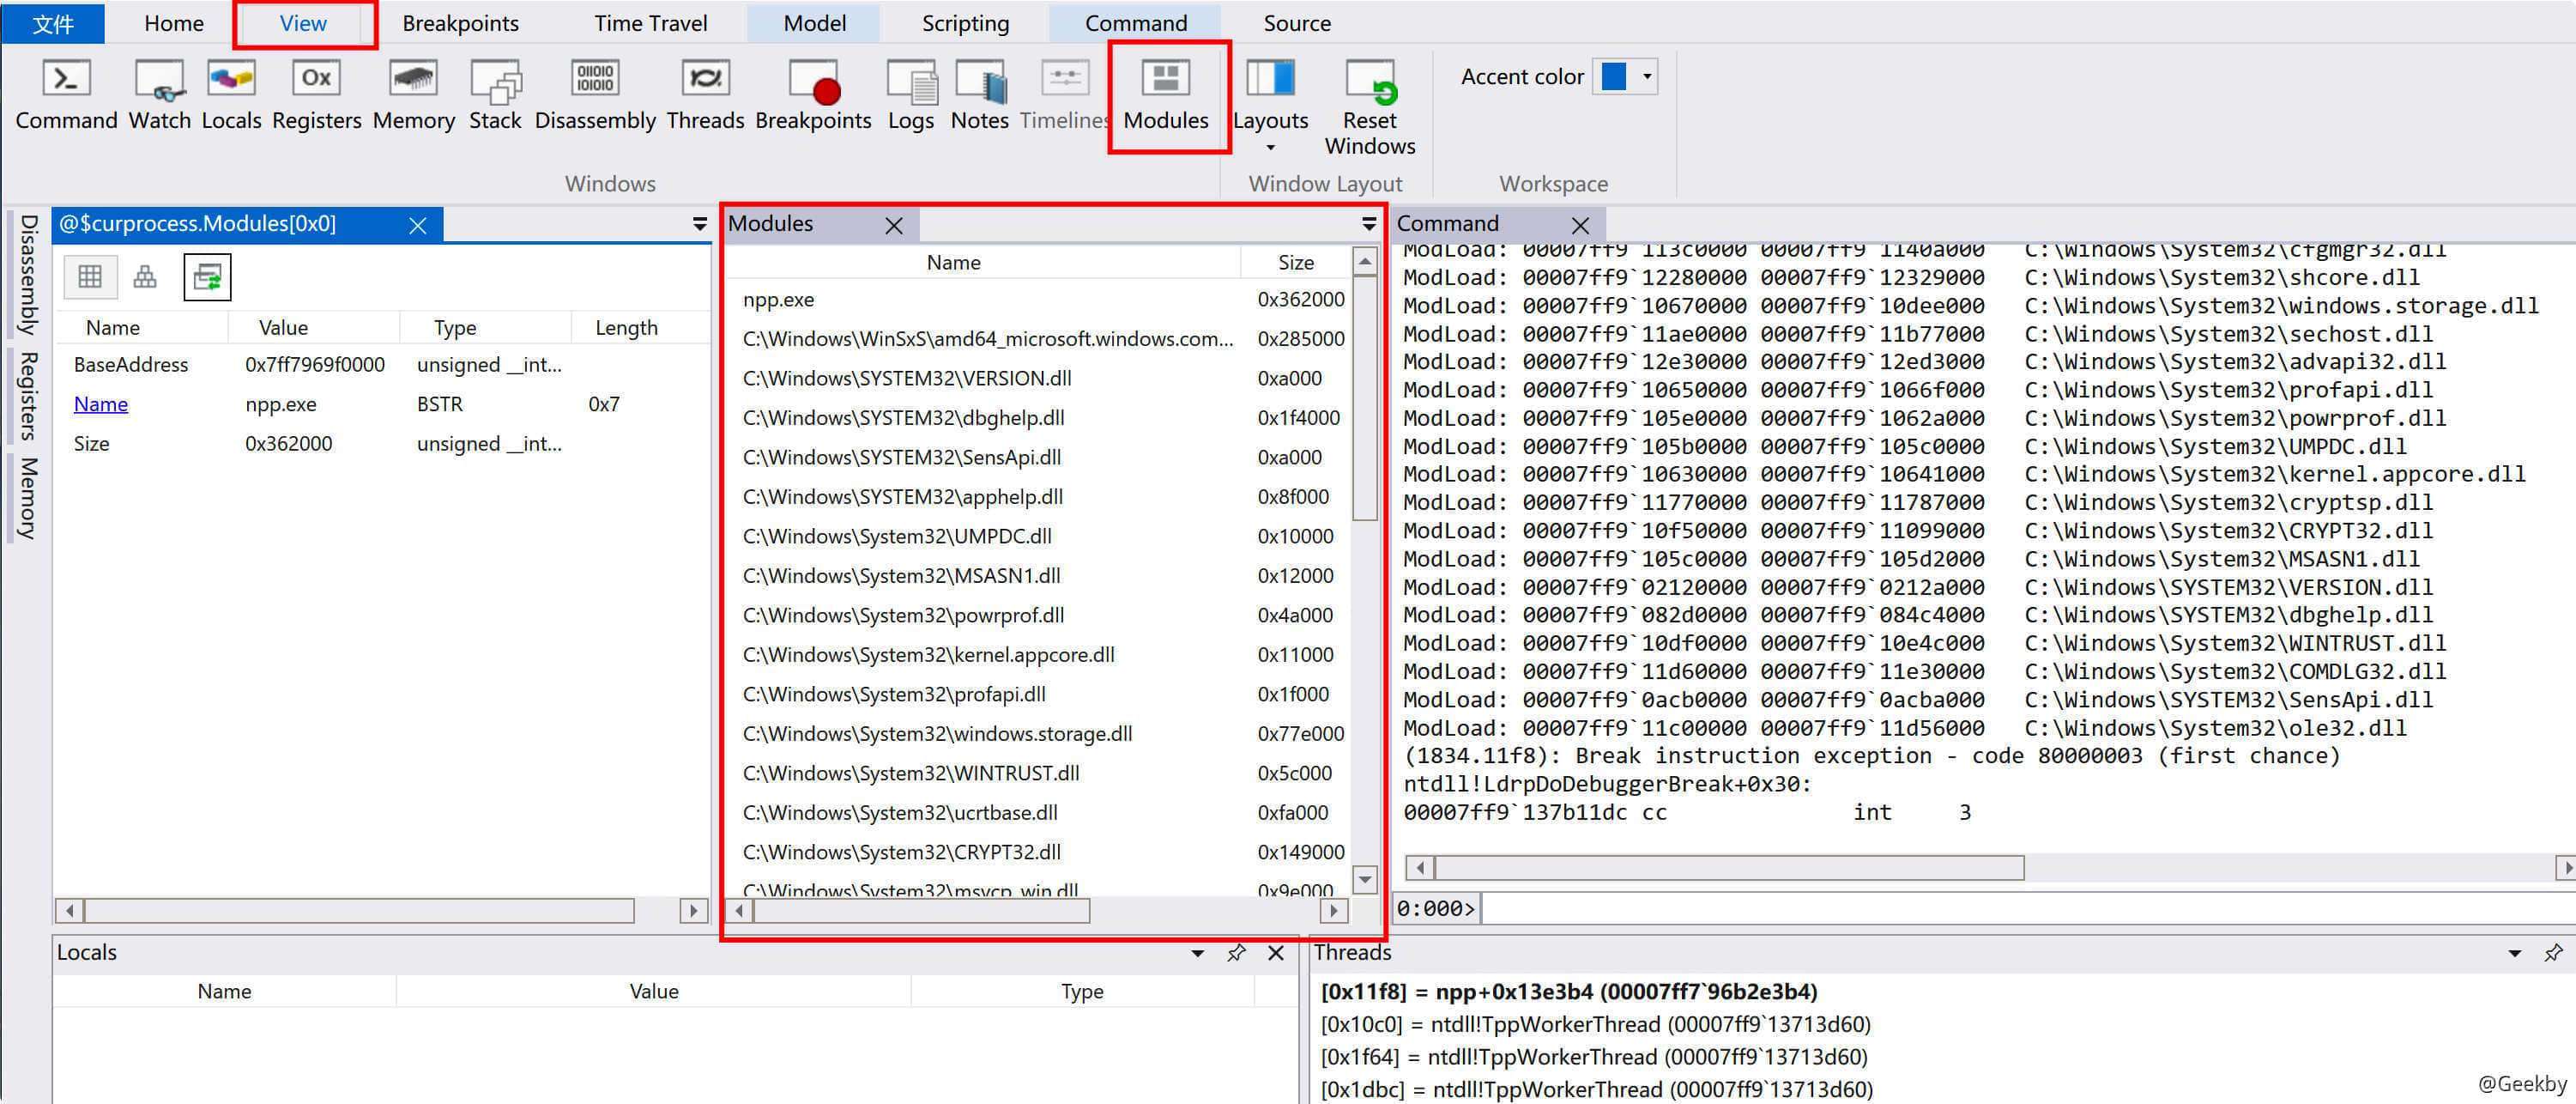 文件 Home View Breakpoints Time Travel Model Scripting Command Source
Command Watch Locals Registers Memory Stack Disassembly Threads Breakpoints Logs Notes Timelines Modules Layouts Reset Windows
Accent color
Windows Window Layout Workspace
Disassembly
Registers
Memory
@$curprocess.Modules[0x0]
Name Value Type Length
BaseAddress 0x7ff7969f0000 unsigned __int...
Name npp.exe BSTR 0x7
Size 0x362000 unsigned __int...
Modules
Name Size
npp.exe 0x362000
C:\Windows\WinSxS\amd64_microsoft.windows.com... 0x285000
C:\Windows\SYSTEM32\VERSION.dll 0xa000
C:\Windows\SYSTEM32\dbghelp.dll 0x1f4000
C:\Windows\SYSTEM32\SensApi.dll 0xa000
C:\Windows\SYSTEM32\apphelp.dll 0x8f000
C:\Windows\System32\UMPDC.dll 0x10000
C:\Windows\System32\MSASN1.dll 0x12000
C:\Windows\System32\powrprof.dll 0x4a000
C:\Windows\System32\kernel.appcore.dll 0x11000
C:\Windows\System32\profapi.dll 0x1f000
C:\Windows\System32\windows.storage.dll 0x77e000
C:\Windows\System32\WINTRUST.dll 0x5c000
C:\Windows\System32\ucrtbase.dll 0xfa000
C:\Windows\System32\CRYPT32.dll 0x149000
C:\Windows\System32\msvcp_win.dll 0x9e000
Command
ModLoad: 00007ff9`113c0000 00007ff9`1140a000 C:\Windows\System32\cfgmgr32.dll
ModLoad: 00007ff9`12280000 00007ff9`12329000 C:\Windows\System32\shcore.dll
ModLoad: 00007ff9`10670000 00007ff9`10dee000 C:\Windows\System32\windows.storage.dll
ModLoad: 00007ff9`11ae0000 00007ff9`11b77000 C:\Windows\System32\sechost.dll
ModLoad: 00007ff9`12e30000 00007ff9`12ed3000 C:\Windows\System32\advapi32.dll
ModLoad: 00007ff9`10650000 00007ff9`1066f000 C:\Windows\System32\profapi.dll
ModLoad: 00007ff9`105e0000 00007ff9`1062a000 C:\Windows\System32\powrprof.dll
ModLoad: 00007ff9`105b0000 00007ff9`105c0000 C:\Windows\System32\UMPDC.dll
ModLoad: 00007ff9`10630000 00007ff9`10641000 C:\Windows\System32\kernel.appcore.dll
ModLoad: 00007ff9`11770000 00007ff9`11787000 C:\Windows\System32\cryptsp.dll
ModLoad: 00007ff9`10f50000 00007ff9`11099000 C:\Windows\System32\CRYPT32.dll
ModLoad: 00007ff9`105c0000 00007ff9`105d2000 C:\Windows\System32\MSASN1.dll
ModLoad: 00007ff9`02120000 00007ff9`0212a000 C:\Windows\SYSTEM32\VERSION.dll
ModLoad: 00007ff9`082d0000 00007ff9`084c4000 C:\Windows\SYSTEM32\dbghelp.dll
ModLoad: 00007ff9`10df0000 00007ff9`10e4c000 C:\Windows\System32\WINTRUST.dll
ModLoad: 00007ff9`11d60000 00007ff9`11e30000 C:\Windows\System32\COMDLG32.dll
ModLoad: 00007ff9`0acb0000 00007ff9`0acba000 C:\Windows\SYSTEM32\SensApi.dll
ModLoad: 00007ff9`11c00000 00007ff9`11d56000 C:\Windows\System32\ole32.dll
(1834.11f8): Break instruction exception - code 80000003 (first chance)
ntdll!LdrpDoDebuggerBreak+0x30:
00007ff9`137b11dc cc int 3
0:000>
Locals
Name Value Type
Threads
[0x11f8] = npp+0x13e3b4 (00007ff7`96b2e3b4)
[0x10c0] = ntdll!TppWorkerThread (00007ff9`13713d60)
[0x1f64] = ntdll!TppWorkerThread (00007ff9`13713d60)
[0x1dbc] = ntdll!TppWorkerThread (00007ff9`13713d60)
@Geekby